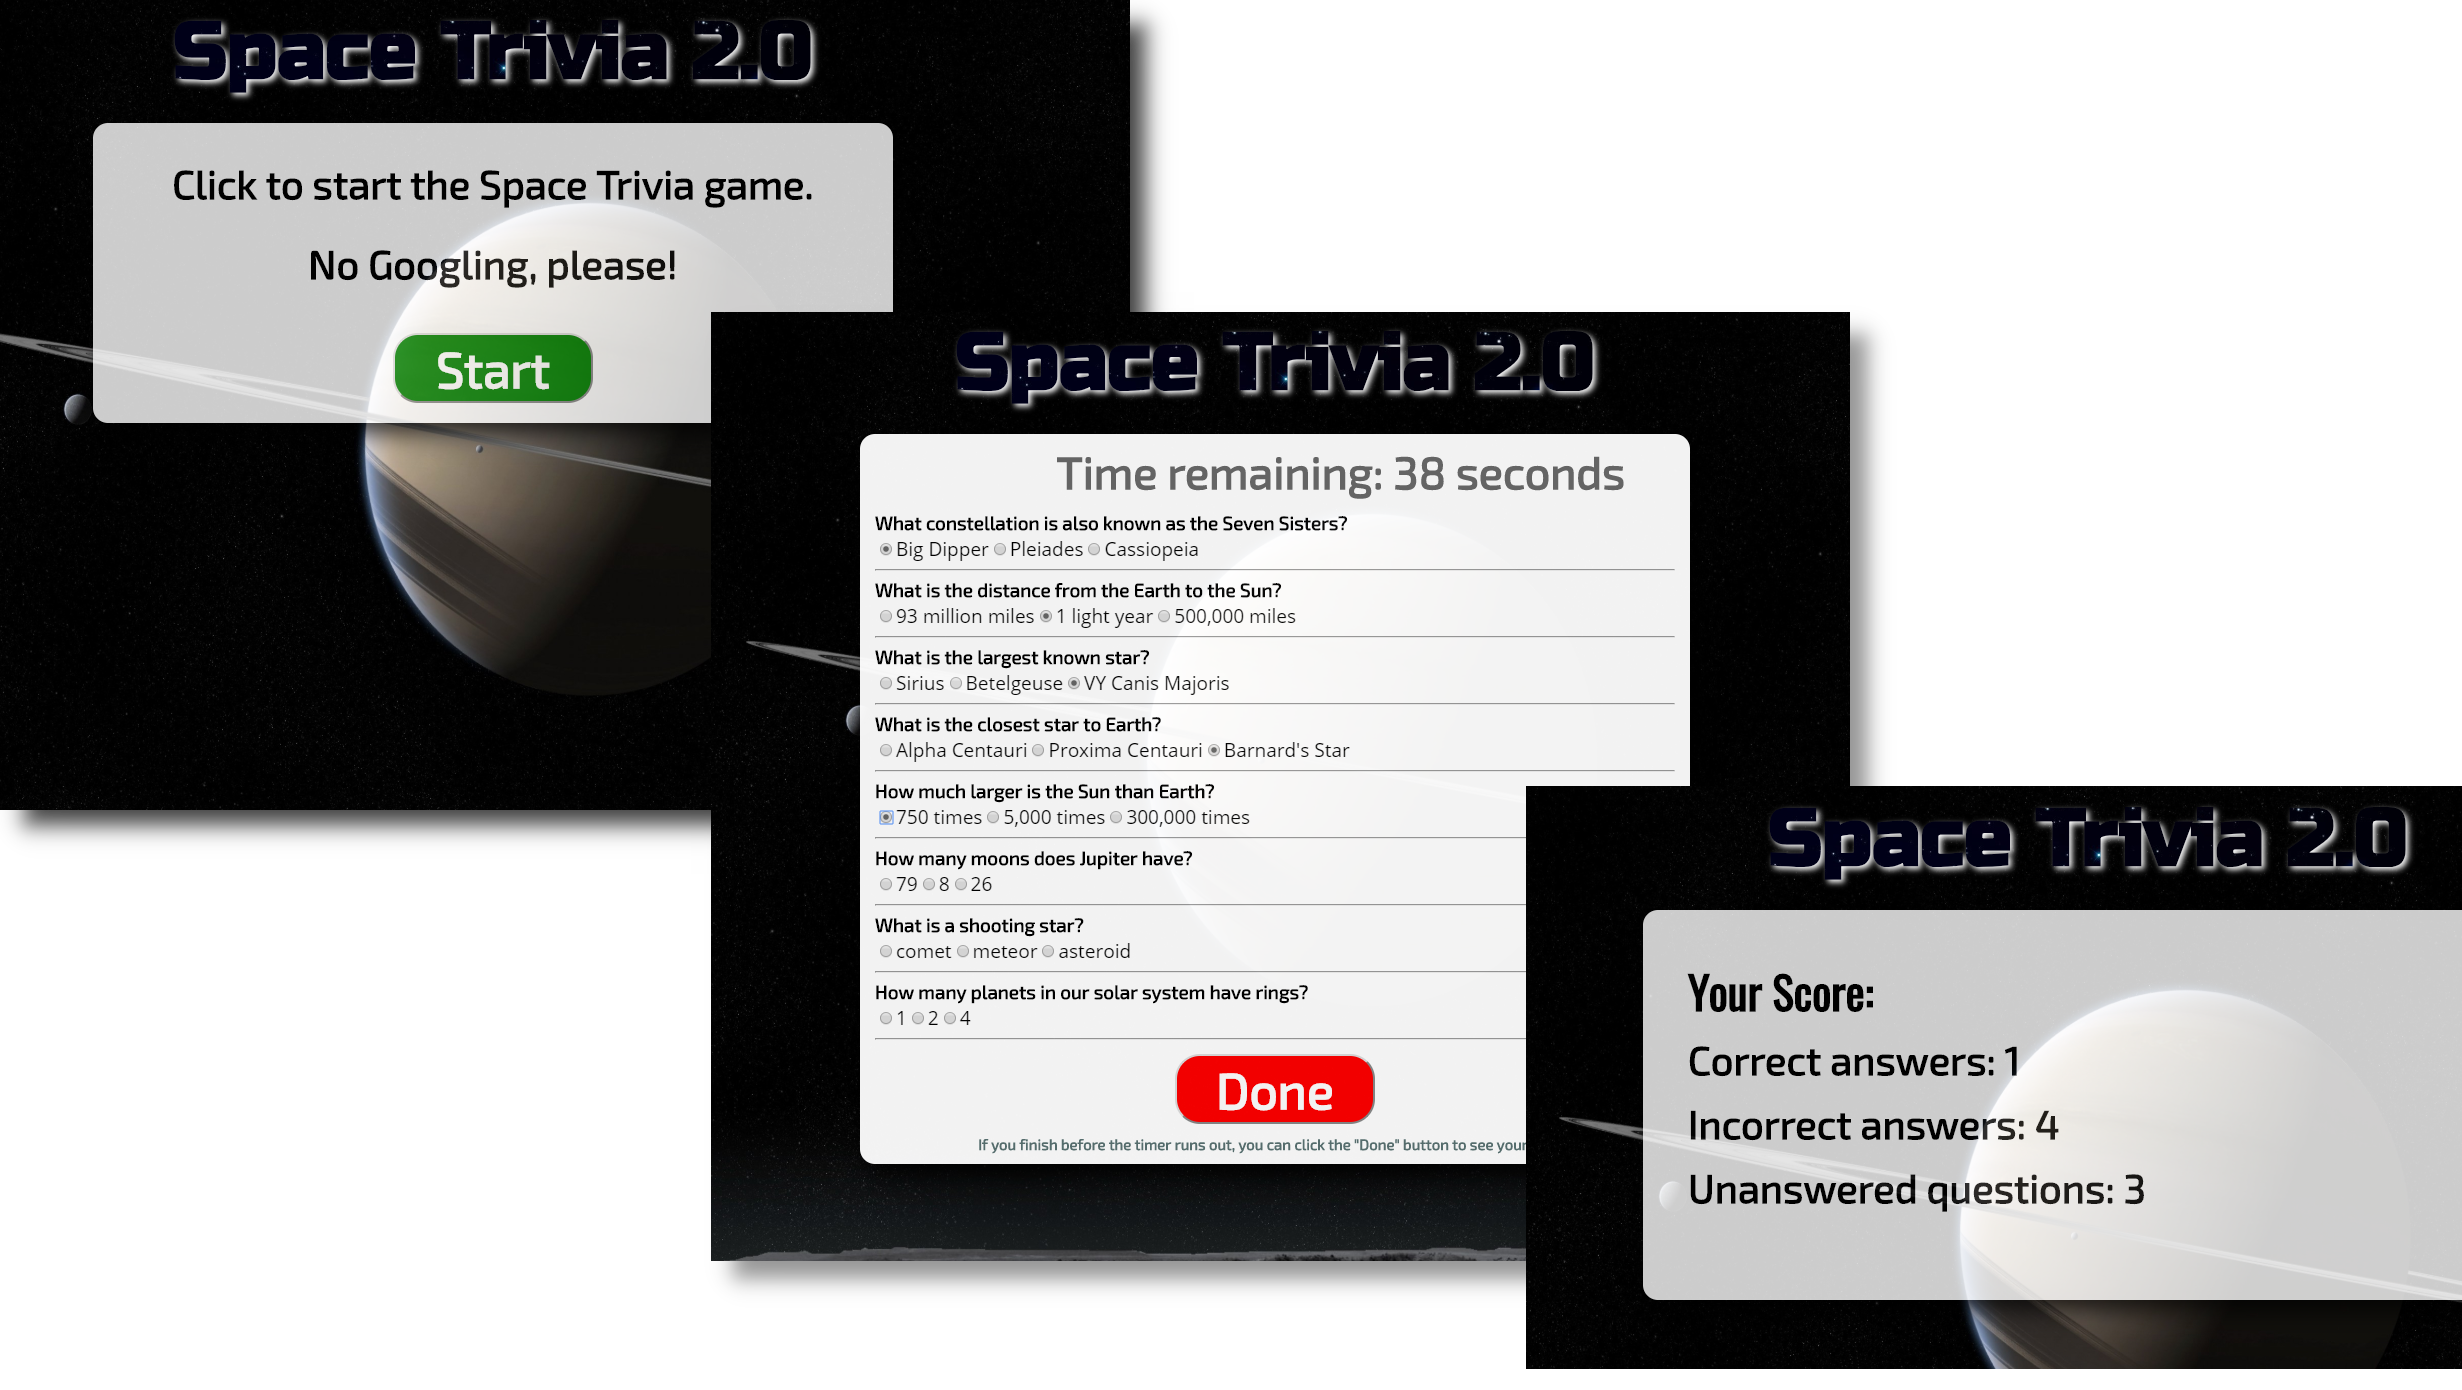 Space Trivia 2.0
Click to start the Space Trivia game.
No Googling, please!
Start
Space Trivia 2.0
Time remaining: 38 seconds
What constellation is also known as the Seven Sisters?
Big Dipper Pleiades Cassiopeia
What is the distance from the Earth to the Sun?
93 million miles 1 light year 500,000 miles
What is the largest known star?
Sirius Betelgeuse VY Canis Majoris
What is the closest star to Earth?
Alpha Centauri Proxima Centauri Barnard's Star
How much larger is the Sun than Earth?
750 times 5,000 times 300,000 times
How many moons does Jupiter have?
79 8 26
What is a shooting star?
comet meteor asteroid
How many planets in our solar system have rings?
1 2 4
Done
If you finish before the timer runs out, you can click the "Done" button to see your
Space Trivia 2.0
Your Score:
Correct answers: 1
Incorrect answers: 4
Unanswered questions: 3